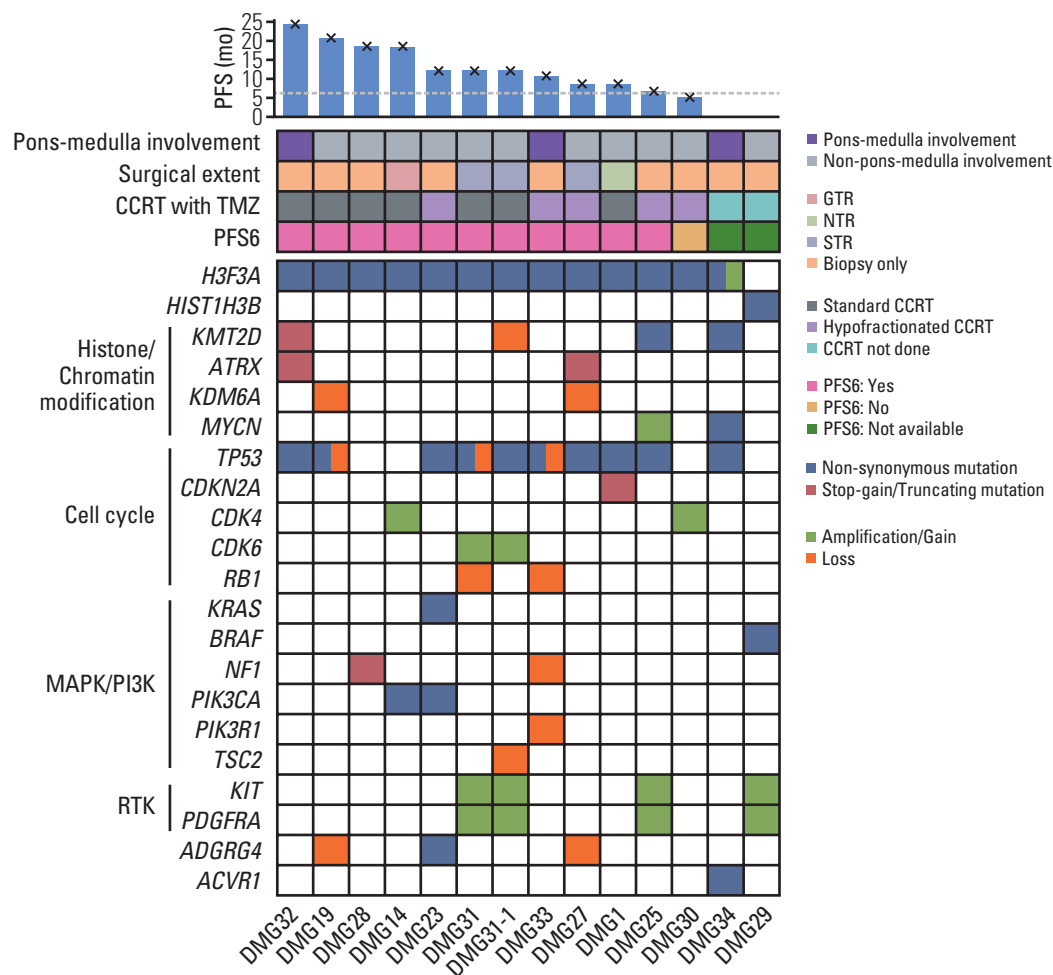 PFS (mo)
25
20
15
10
5
0
Pons-medulla involvement
Surgical extent
CCRT with TMZ
PFS6
H3F3A
HIST1H3B
Histone/
Chromatin
modification
KMT2D
ATRX
KDM6A
MYCN
Cell cycle
TP53
CDKN2A
CDK4
CDK6
RB1
MAPK/PI3K
KRAS
BRAF
NF1
PIK3CA
PIK3R1
TSC2
RTK
KIT
PDGFRA
ADGRG4
ACVR1
DMG32
DMG19
DMG28
DMG14
DMG23
DMG31
DMG31-1
DMG33
DMG27
DMG1
DMG25
DMG30
DMG34
DMG29
Pons-medulla involvement
Non-pons-medulla involvement
GTR
NTR
STR
Biopsy only
Standard CCRT
Hypofractionated CCRT
CCRT not done
PFS6: Yes
PFS6: No
PFS6: Not available
Non-synonymous mutation
Stop-gain/Truncating mutation
Amplification/Gain
Loss